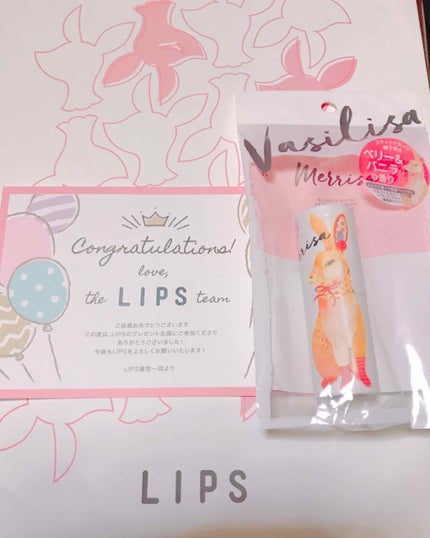 Vasilisa
ベリー&
バニラ
の香り
Merris
risa
Congratulations!
love,
the LIPS team
ご当選おめでとうございます
この度は、LIPSのプレゼント企画にご参加くださり
ありがとうございました!
今後もLIPSをよろしくお願いいたします!
LIPS運営一同より
LIPS